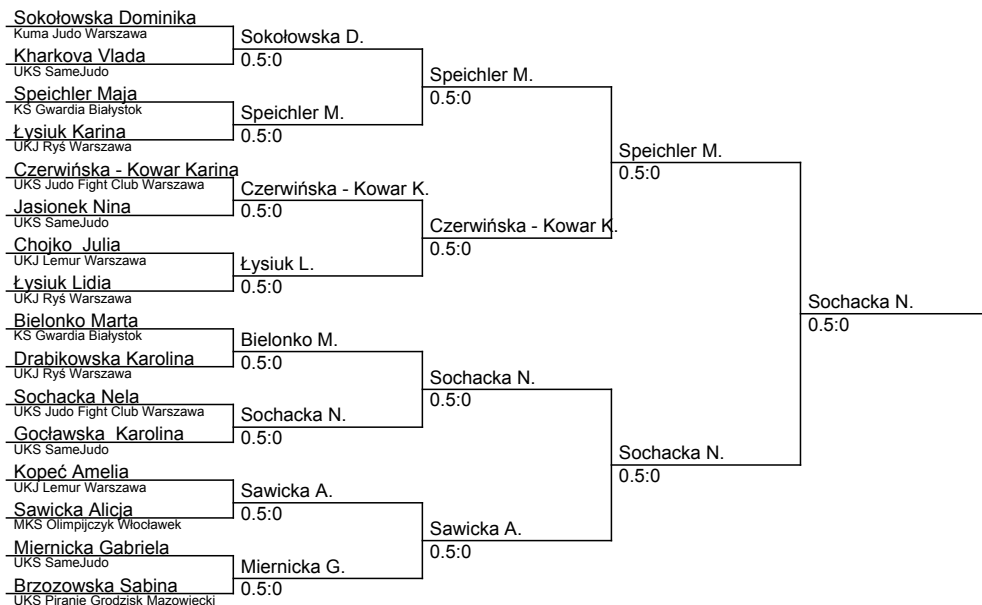 Sokołowska Dominika
Kuma Judo Warszawa
Kharkova Vlada
UKS SameJudo
Speichler Maja
KS Gwardia Białystok
Łysiuk Karina
UKJ Ryś Warszawa
Czerwińska - Kowar Karina
UKS Judo Fight Club Warszawa
Jasionek Nina
UKS SameJudo
Chojko Julia
UKJ Lemur Warszawa
Łysiuk Lidia
UKJ Ryś Warszawa
Bielonko Marta
KS Gwardia Białystok
Drabikowska Karolina
UKJ Ryś Warszawa
Sochacka Nela
UKS Judo Fight Club Warszawa
Gocławska Karolina
UKS SameJudo
Kopeć Amelia
UKJ Lemur Warszawa
Sawicka Alicja
MKS Olimpijczyk Włocławek
Miernicka Gabriela
UKS SameJudo
Brzozowska Sabina
UKS Piranie Grodzisk Mazowiecki
Sokołowska D.
0.5:0
Speichler M.
0.5:0
Czerwińska - Kowar K.
0.5:0
Łysiuk L.
0.5:0
Bielonko M.
0.5:0
Sochacka N.
0.5:0
Sawicka A.
0.5:0
Miernicka G.
0.5:0
Speichler M.
0.5:0
Czerwińska - Kowar K.
0.5:0
Sochacka N.
0.5:0
Sawicka A.
0.5:0
Speichler M.
0.5:0
Sochacka N.
0.5:0
Sochacka N.
0.5:0